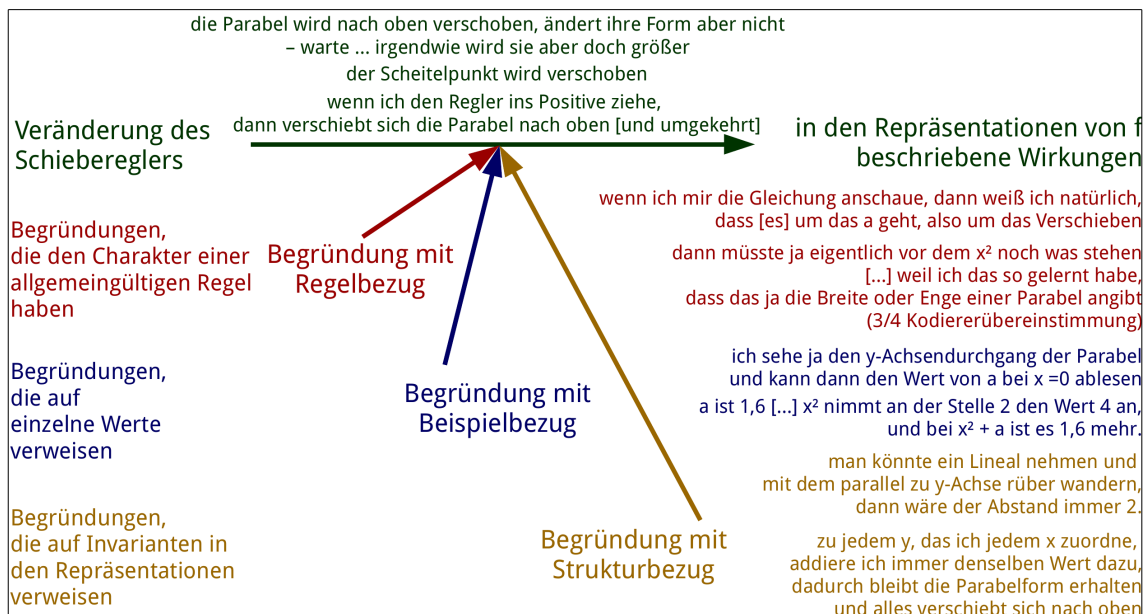 die Parabel wird nach oben verschoben, ändert ihre Form aber nicht
– warte ... irgendwie wird sie aber doch größer
der Scheitelpunkt wird verschoben
wenn ich den Regler ins Positive ziehe,
dann verschiebt sich die Parabel nach oben [und umgekehrt]
Veränderung des
Schiebereglers
in den Repräsentationen von f
beschriebene Wirkungen
Begründungen,
die den Charakter einer
allgemeingültigen Regel
haben
Begründung mit
Regelbezug
wenn ich mir die Gleichung anschaue, dann weiß ich natürlich,
dass [es] um das a geht, also um das Verschieben
dann müsste ja eigentlich vor dem x² noch was stehen
[...] weil ich das so gelernt habe,
dass das ja die Breite oder Enge einer Parabel angibt
(3/4 Kodiererübereinstimmung)
Begründungen,
die auf
einzelne Werte
verweisen
Begründung mit
Beispielbezug
ich sehe ja den y-Achsendurchgang der Parabel
und kann dann den Wert von a bei x =0 ablesen
a ist 1,6 [...] x² nimmt an der Stelle 2 den Wert 4 an,
und bei x² + a ist es 1,6 mehr.
Begründungen,
die auf Invarianten in
den Repräsentationen
verweisen
Begründung mit
Strukturbezug
man könnte ein Lineal nehmen und
mit dem parallel zu y-Achse rüber wandern,
dann wäre der Abstand immer 2.
zu jedem y, das ich jedem x zuordne,
addiere ich immer denselben Wert dazu,
dadurch bleibt die Parabelform erhalten
und alles verschiebt sich nach oben